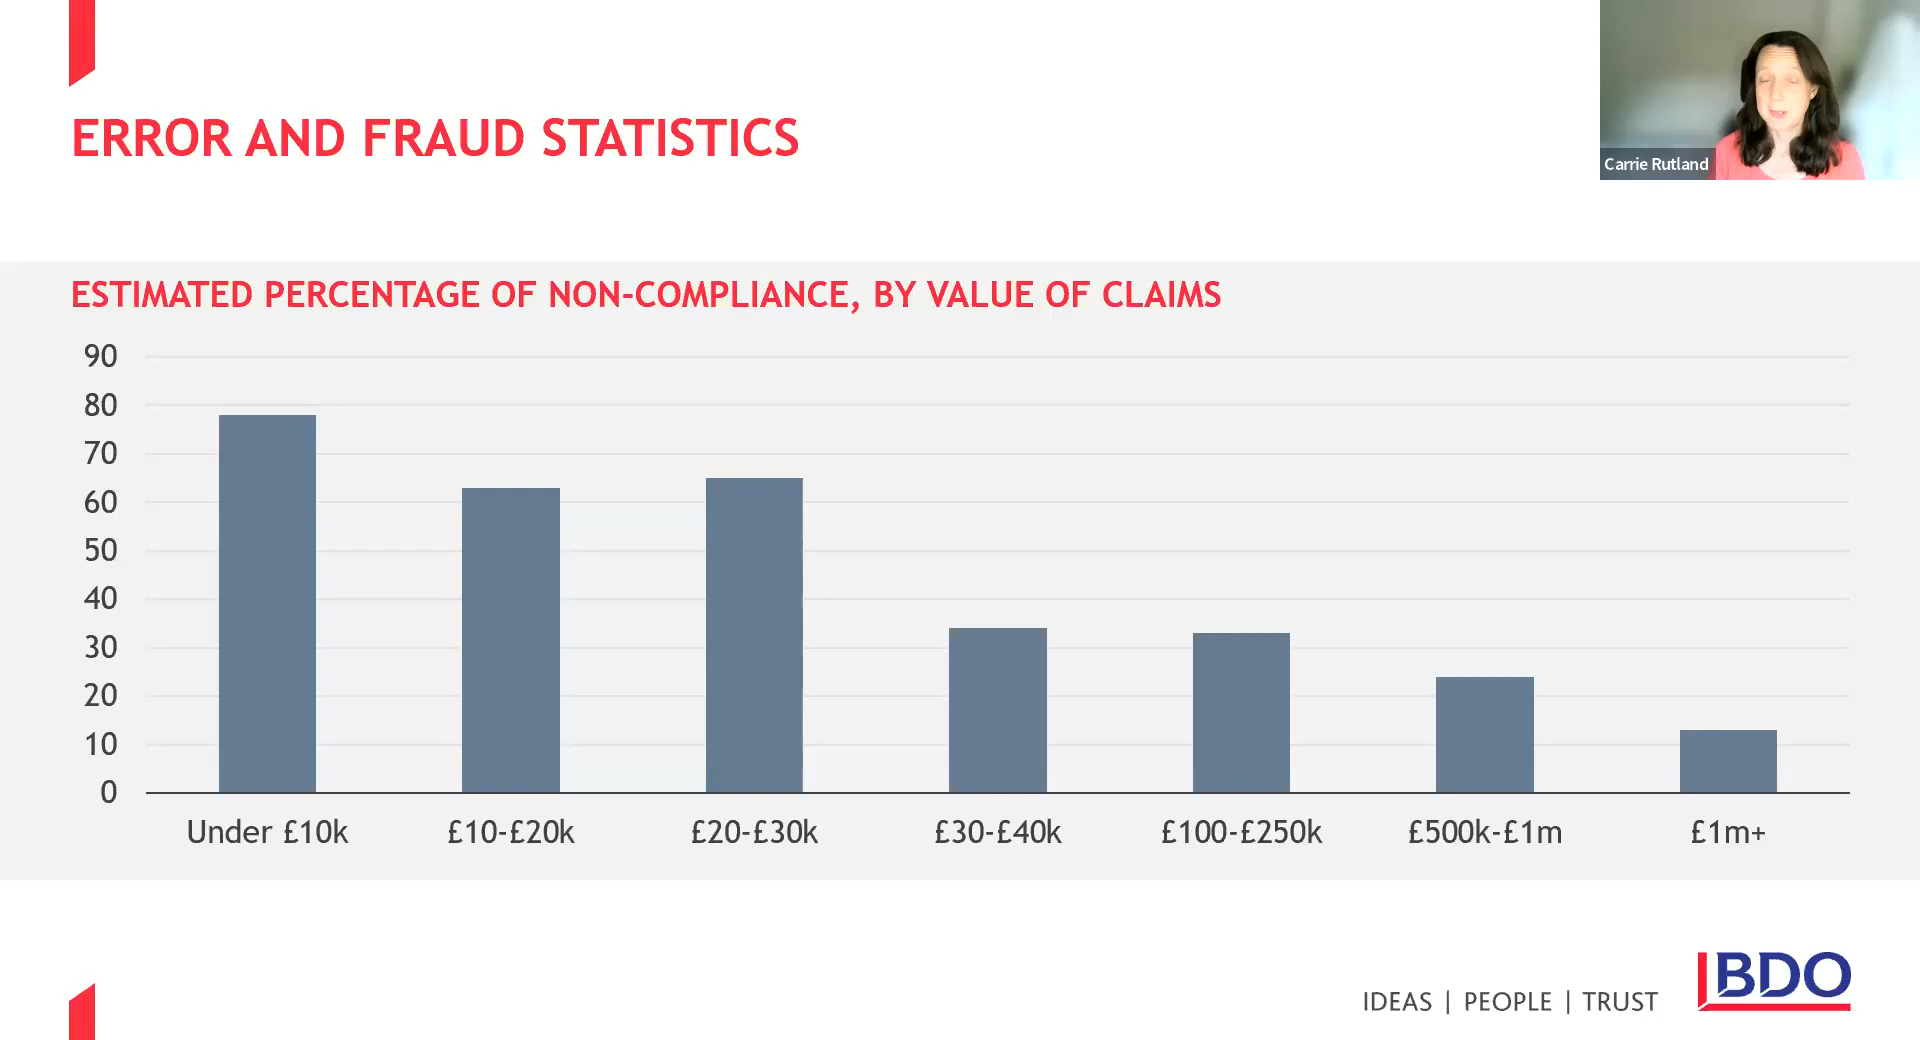 Carrie Rutland
ERROR AND FRAUD STATISTICS
ESTIMATED PERCENTAGE OF NON-COMPLIANCE, BY VALUE OF CLAIMS
90
80
70
60
50
40
30
20
10
0
Under £10k £10-£20k £20-£30k £30-£40k £100-£250k £500k-£1m £1m+
IDEAS | PEOPLE | TRUST
BDO